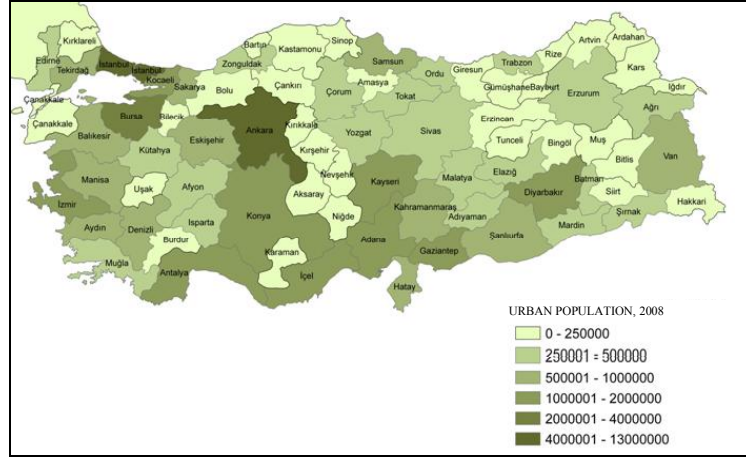 Kırklareli
Edirne
Tekirdağ
İstanbul
İstanbul
Kocaeli
Sakarya
Zonguldak
Bartın
Kastamonu
Sinop
Samsun
Ordu
Giresun
Trabzon
Rize
Artvin
Ardahan
Kars
Iğdır
Çanakkale
Çanakkale
Balıkesir
Bursa
Bilecik
Bolu
Çankırı
Çorum
Amasya
Tokat
Gümüşhane
Bayburt
Erzurum
Ağrı
Kütahya
Eskişehir
Ankara
Kırıkkale
Yozgat
Sivas
Erzincan
Tunceli
Bingöl
Muş
Bitlis
Van
Manisa
Uşak
Afyon
Kırşehir
Nevşehir
Aksaray
Kayseri
Malatya
Elazığ
Diyarbakır
Batman
Siirt
Hakkari
İzmir
Aydın
Denizli
Isparta
Konya
Niğde
Kahramanmaraş
Adıyaman
Şanlıurfa
Mardin
Şırnak
Muğla
Burdur
Antalya
Karaman
İçel
Adana
Gaziantep
Hatay
URBAN POPULATION, 2008
0 - 250000
250001 = 500000
500001 - 1000000
1000001 - 2000000
2000001 - 4000000
4000001 - 13000000